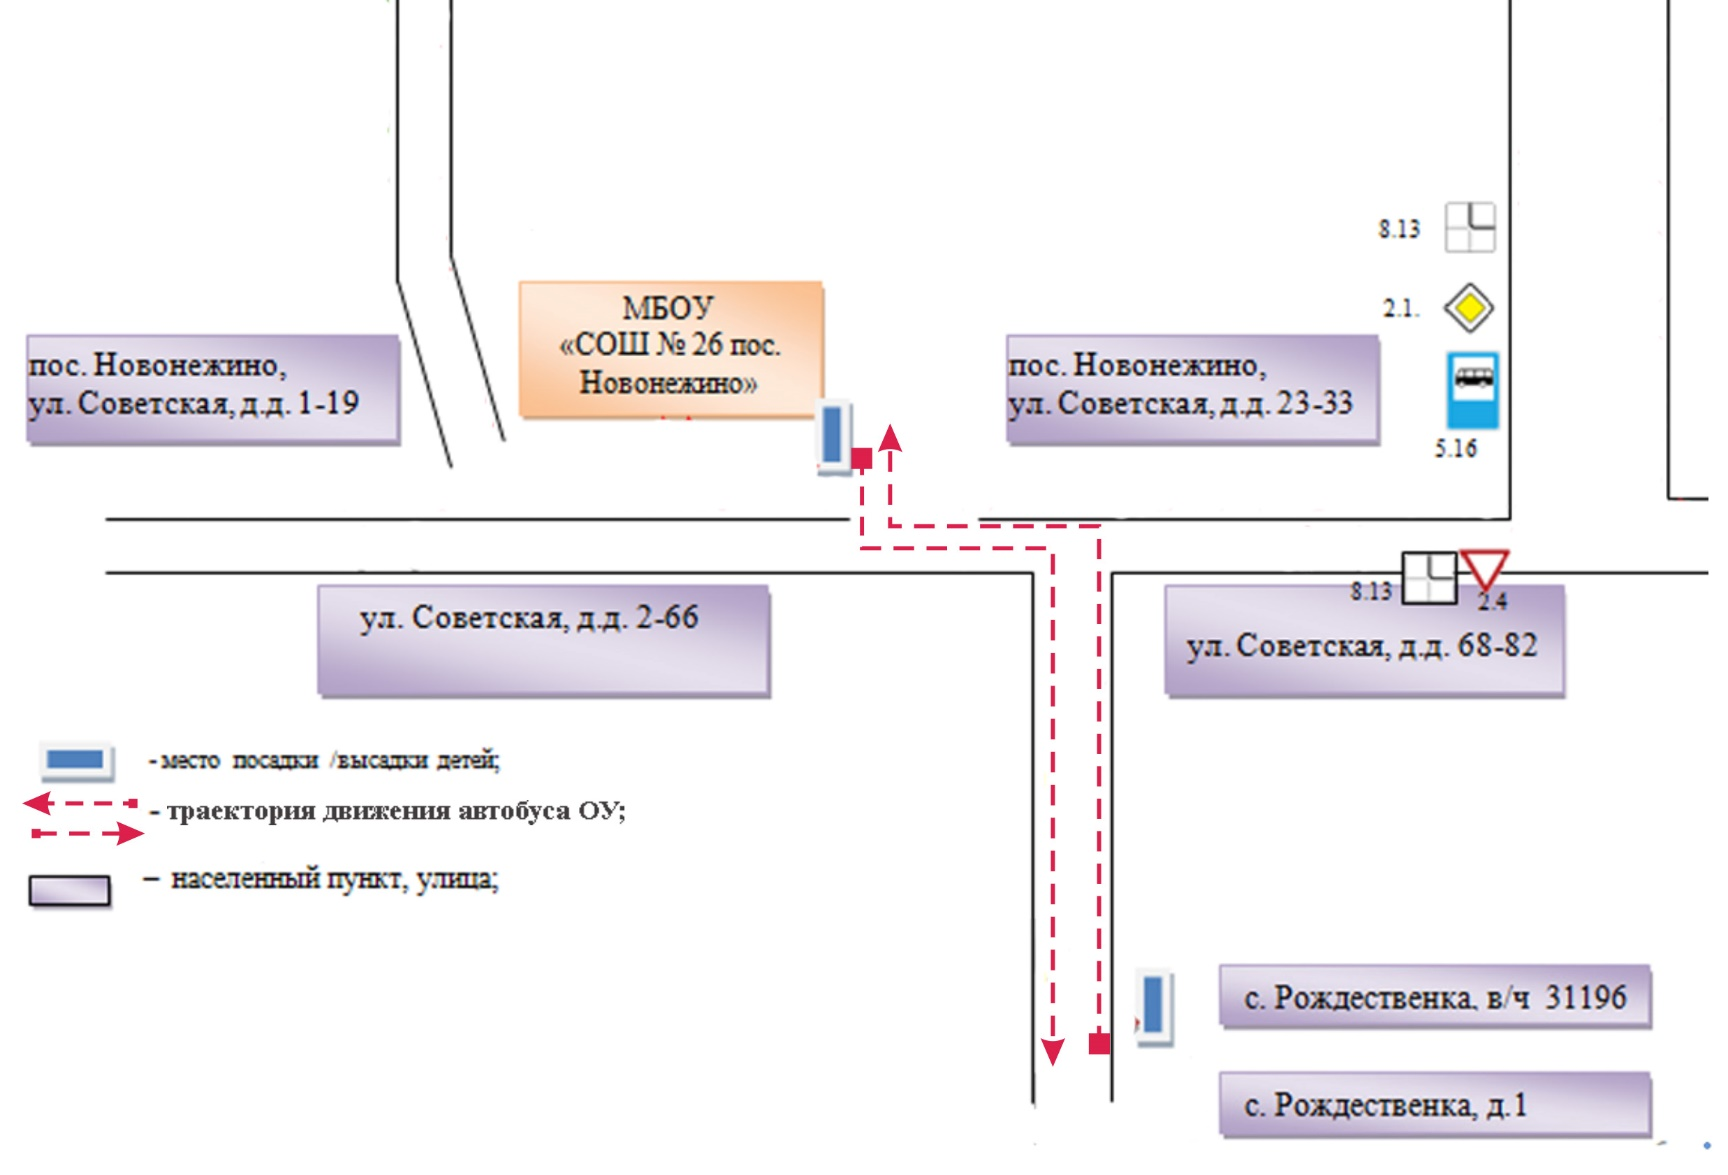 8.13
2.1.
МБОУ
«СОШ № 26 пос.
Новонежино»
пос. Новонежино,
ул. Советская, д.д. 1-19
пос. Новонежино,
ул. Советская, д.д. 23-33
5.16
8.13
2.4
ул. Советская, д.д. 2-66
ул. Советская, д.д. 68-82
- место посадки /высадки детей;
- траектория движения автобуса ОУ;
– населенный пункт, улица;
с. Рождественка, в/ч 31196
с. Рождественка, д.1